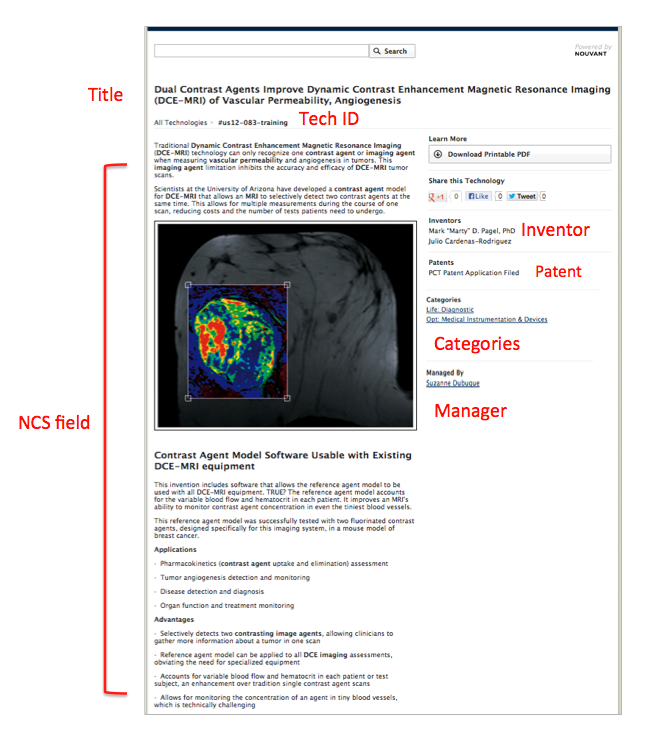 Search
Powered by
NOUVANT
Title
Dual Contrast Agents Improve Dynamic Contrast Enhancement Magnetic Resonance Imaging
(DCE-MRI) of Vascular Permeability, Angiogenesis
All Technologies > #us12-083-training
Tech ID
Traditional Dynamic Contrast Enhancement Magnetic Resonance Imaging
(DCE-MRI) technology can only recognize one contrast agent or imaging agent
when measuring vascular permeability and angiogenesis in tumors. This
imaging agent limitation inhibits the accuracy and efficacy of DCE-MRI tumor
scans.
Scientists at the University of Arizona have developed a contrast agent model
for DCE-MRI that allows an MRI to selectively detect two contrast agents at the
same time. This allows for multiple measurements during the course of one
scan, reducing costs and the number of tests patients need to undergo.
Learn More
Download Printable PDF
Share this Technology
g +1 0 f Like 0 Tweet 0
Inventors
Mark "Marty" D. Pagel, PhD
Julio Cardenas-Rodriguez
Inventor
Patents
PCT Patent Application Filed
Patent
Categories
Life: Diagnostic
Opt: Medical Instrumentation & Devices
Categories
Managed By
Suzanne Dubuque
Manager
NCS field
Contrast Agent Model Software Usable with Existing
DCE-MRI equipment
This invention includes software that allows the reference agent model to be
used with all DCE-MRI equipment. TRUE? The reference agent model accounts
for the variable blood flow and hematocrit in each patient. It improves an MRI's
ability to monitor contrast agent concentration in even the tiniest blood vessels.
This reference agent model was successfully tested with two fluorinated contrast
agents, designed specifically for this imaging system, in a mouse model of
breast cancer.
Applications
- Pharmacokinetics (contrast agent uptake and elimination) assessment
- Tumor angiogenesis detection and monitoring
- Disease detection and diagnosis
- Organ function and treatment monitoring
Advantages
- Selectively detects two contrasting image agents, allowing clinicians to
gather more information about a tumor in one scan
- Reference agent model can be applied to all DCE imaging assessments,
obviating the need for specialized equipment
- Accounts for variable blood flow and hematocrit in each patient or test
subject, an enhancement over tradition single contrast agent scans
- Allows for monitoring the concentration of an agent in tiny blood vessels,
which is technically challenging